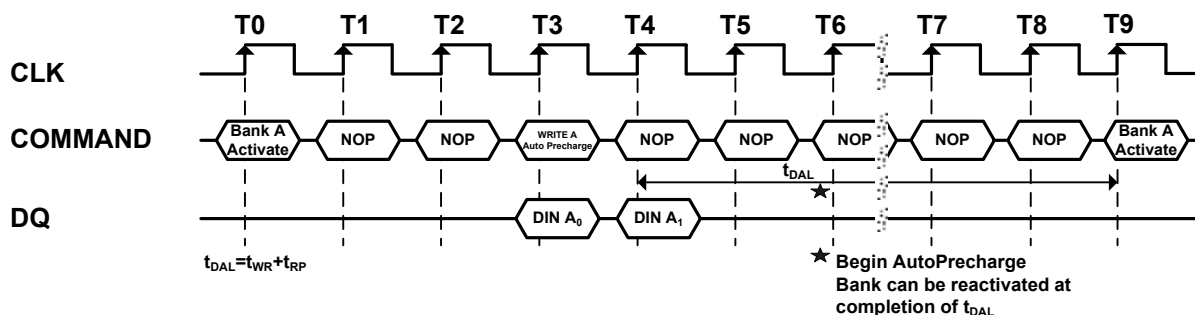 T0 T1 T2 T3 T4 T5 T6 T7 T8 T9
CLK
COMMAND
Bank A
Activate
NOP
NOP
WRITE A
Auto Precharge
NOP
NOP
NOP
NOP
NOP
Bank A
Activate
tDAL
DQ
DIN A0
DIN A1
tDAL=tWR+tRP
★ Begin AutoPrecharge
Bank can be reactivated at
completion of tDAL